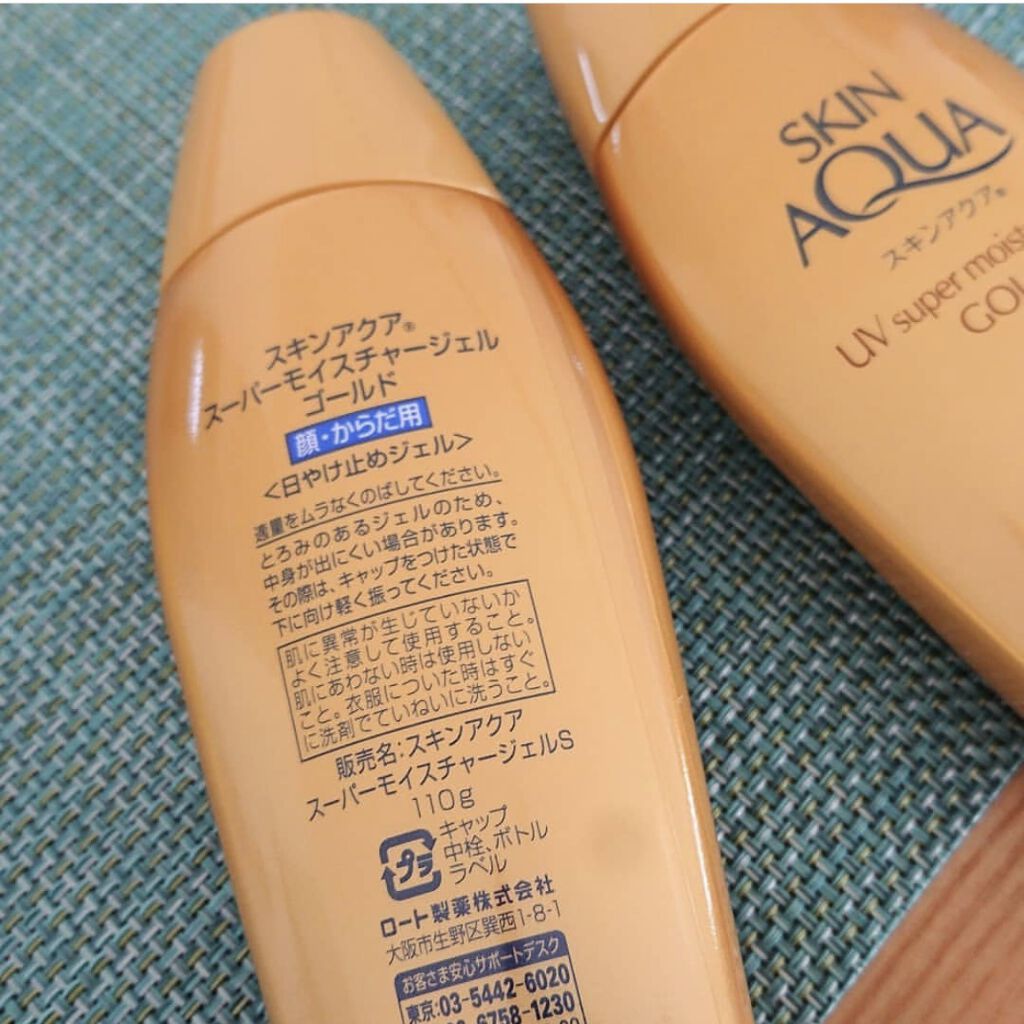 スキンアクア®
スーパーモイスチャージェル
ゴールド
顔・からだ用
<日やけ止めジェル>
適量をムラなくのばしてください。
とろみのあるジェルのため、
中身が出にくい場合があります。
その際は、キャップをつけた状態で
下に向け軽く振ってください。
肌に異常が生じていないか
よく注意して使用すること。
肌にあわない時は使用しない
こと。衣服についた時はすぐ
に洗剤でていねいに洗うこと。
販売名:スキンアクア
スーパーモイスチャージェルS
110g
プラ
キャップ
中栓、ボトル
ラベル
ロート製薬株式会社
大阪市生野区巽西1-8-1
お客さま安心サポートデスク
東京:03-5442-6020
6758-1230
SKIN
AQUA
スキンアクア®
UV super moist
GOL